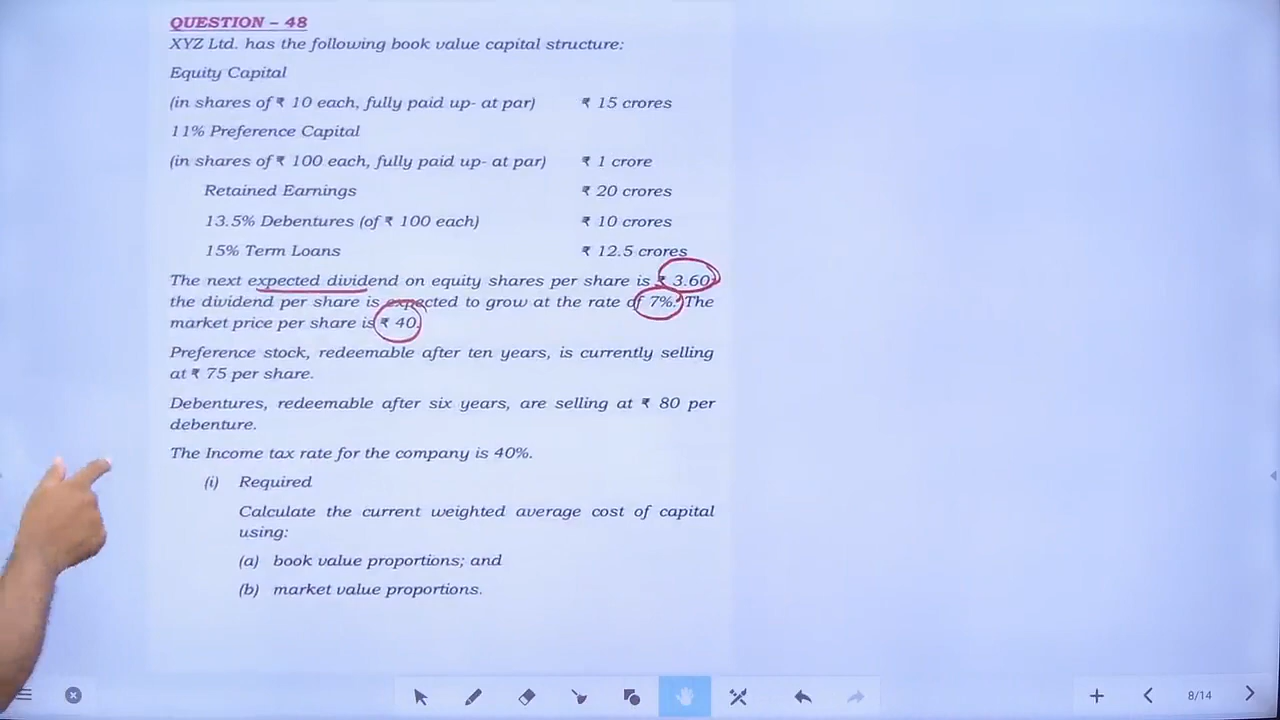 QUESTION – 48
XYZ Ltd. has the following book value capital structure:
Equity Capital
(in shares of ₹ 10 each, fully paid up- at par) ₹ 15 crores
11% Preference Capital
(in shares of ₹ 100 each, fully paid up- at par) ₹ 1 crore
Retained Earnings ₹ 20 crores
13.5% Debentures (of ₹ 100 each) ₹ 10 crores
15% Term Loans ₹ 12.5 crores
The next expected dividend on equity shares per share is ₹ 3.60;
the dividend per share is expected to grow at the rate of 7%. The
market price per share is ₹ 40.
Preference stock, redeemable after ten years, is currently selling
at ₹ 75 per share.
Debentures, redeemable after six years, are selling at ₹ 80 per
debenture.
The Income tax rate for the company is 40%.
(i) Required
Calculate the current weighted average cost of capital
using:
(a) book value proportions; and
(b) market value proportions.
8/14